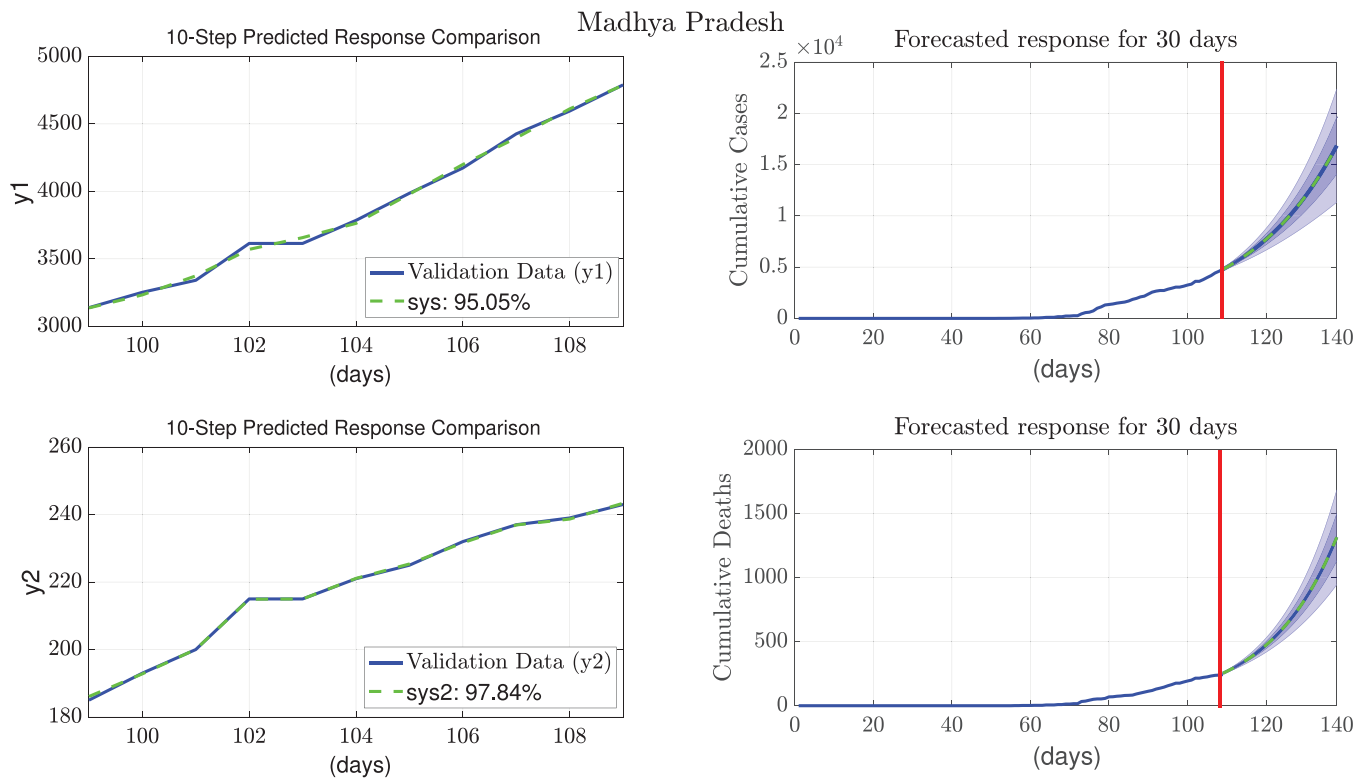 Madhya Pradesh
10-Step Predicted Response Comparison
5000
4500
4000
3500
3000
y1
Validation Data (y1)
sys: 95.05%
100
102
104
106
108
(days)
Forecasted response for 30 days
×10^4
2.5
2
1.5
1
0.5
0
Cumulative Cases
0
20
40
60
80
100
120
140
(days)
10-Step Predicted Response Comparison
260
240
220
200
180
y2
Validation Data (y2)
sys2: 97.84%
100
102
104
106
108
(days)
Forecasted response for 30 days
2000
1500
1000
500
0
Cumulative Deaths
0
20
40
60
80
100
120
140
(days)